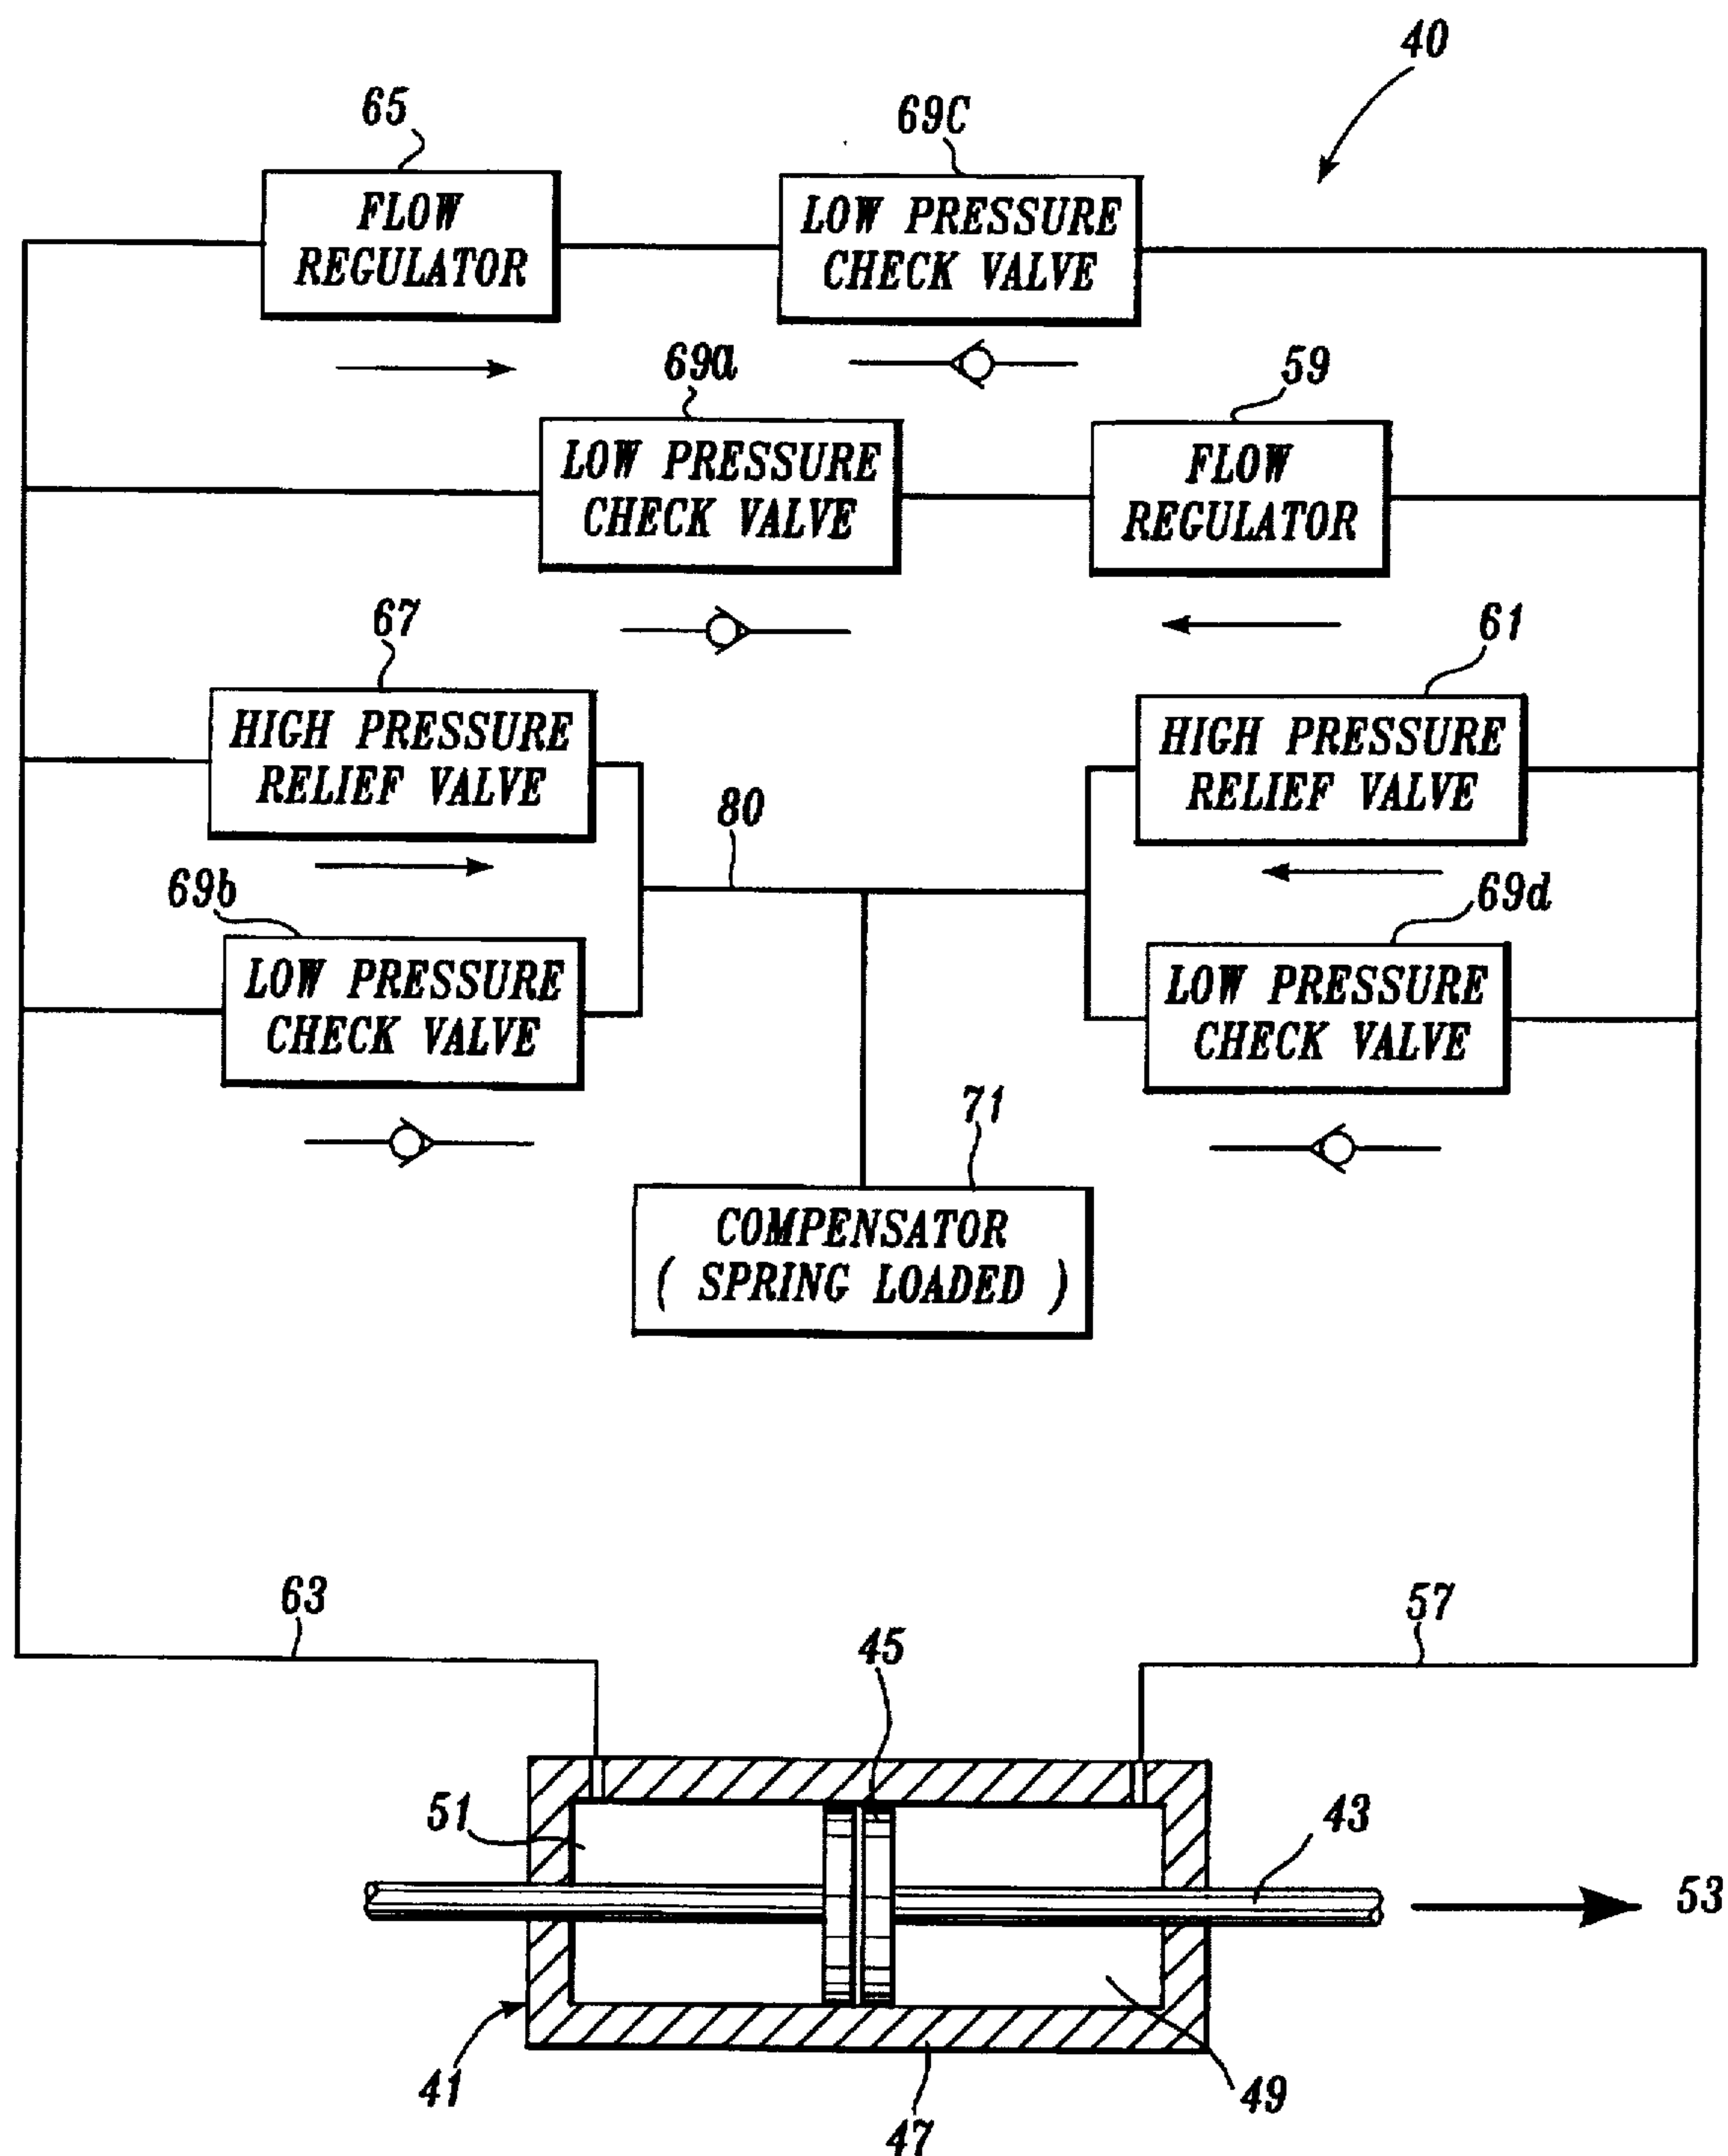 40
65
69C
FLOW
REGULATOR
LOW PRESSURE
CHECK VALVE
69a
59
LOW PRESSURE
CHECK VALVE
FLOW
REGULATOR
67
61
HIGH PRESSURE
RELIEF VALVE
HIGH PRESSURE
RELIEF VALVE
80
69b
69d
LOW PRESSURE
CHECK VALVE
LOW PRESSURE
CHECK VALVE
71
COMPENSATOR
( SPRING LOADED )
63
57
45
51
43
53
41
49
47